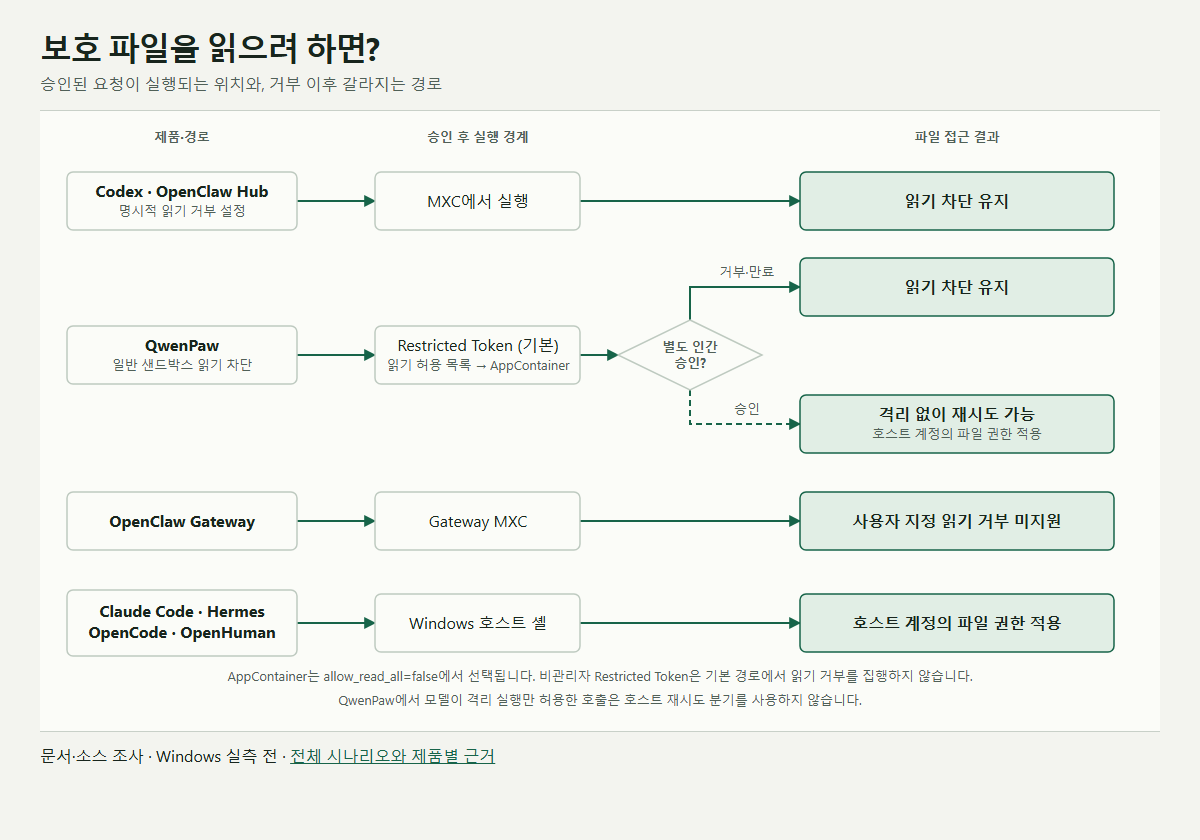 보호 파일을 읽으려 하면?
승인된 요청이 실행되는 위치와, 거부 이후 갈라지는 경로
제품·경로
승인 후 실행 경계
파일 접근 결과
Codex · OpenClaw Hub
명시적 읽기 거부 설정
MXC에서 실행
읽기 차단 유지
거부·만료
읽기 차단 유지
QwenPaw
일반 샌드박스 읽기 차단
Restricted Token (기본)
읽기 허용 목록 → AppContainer
별도 인간
승인?
승인
격리 없이 재시도 가능
호스트 계정의 파일 권한 적용
OpenClaw Gateway
Gateway MXC
사용자 지정 읽기 거부 미지원
Claude Code · Hermes
OpenCode · OpenHuman
Windows 호스트 셸
호스트 계정의 파일 권한 적용
AppContainer는 allow_read_all=false에서 선택됩니다. 비관리자 Restricted Token은 기본 경로에서 읽기 거부를 집행하지 않습니다.
QwenPaw에서 모델이 격리 실행만 허용한 호출은 호스트 재시도 분기를 사용하지 않습니다.
문서·소스 조사 · Windows 실측 전 · 전체 시나리오와 제품별 근거